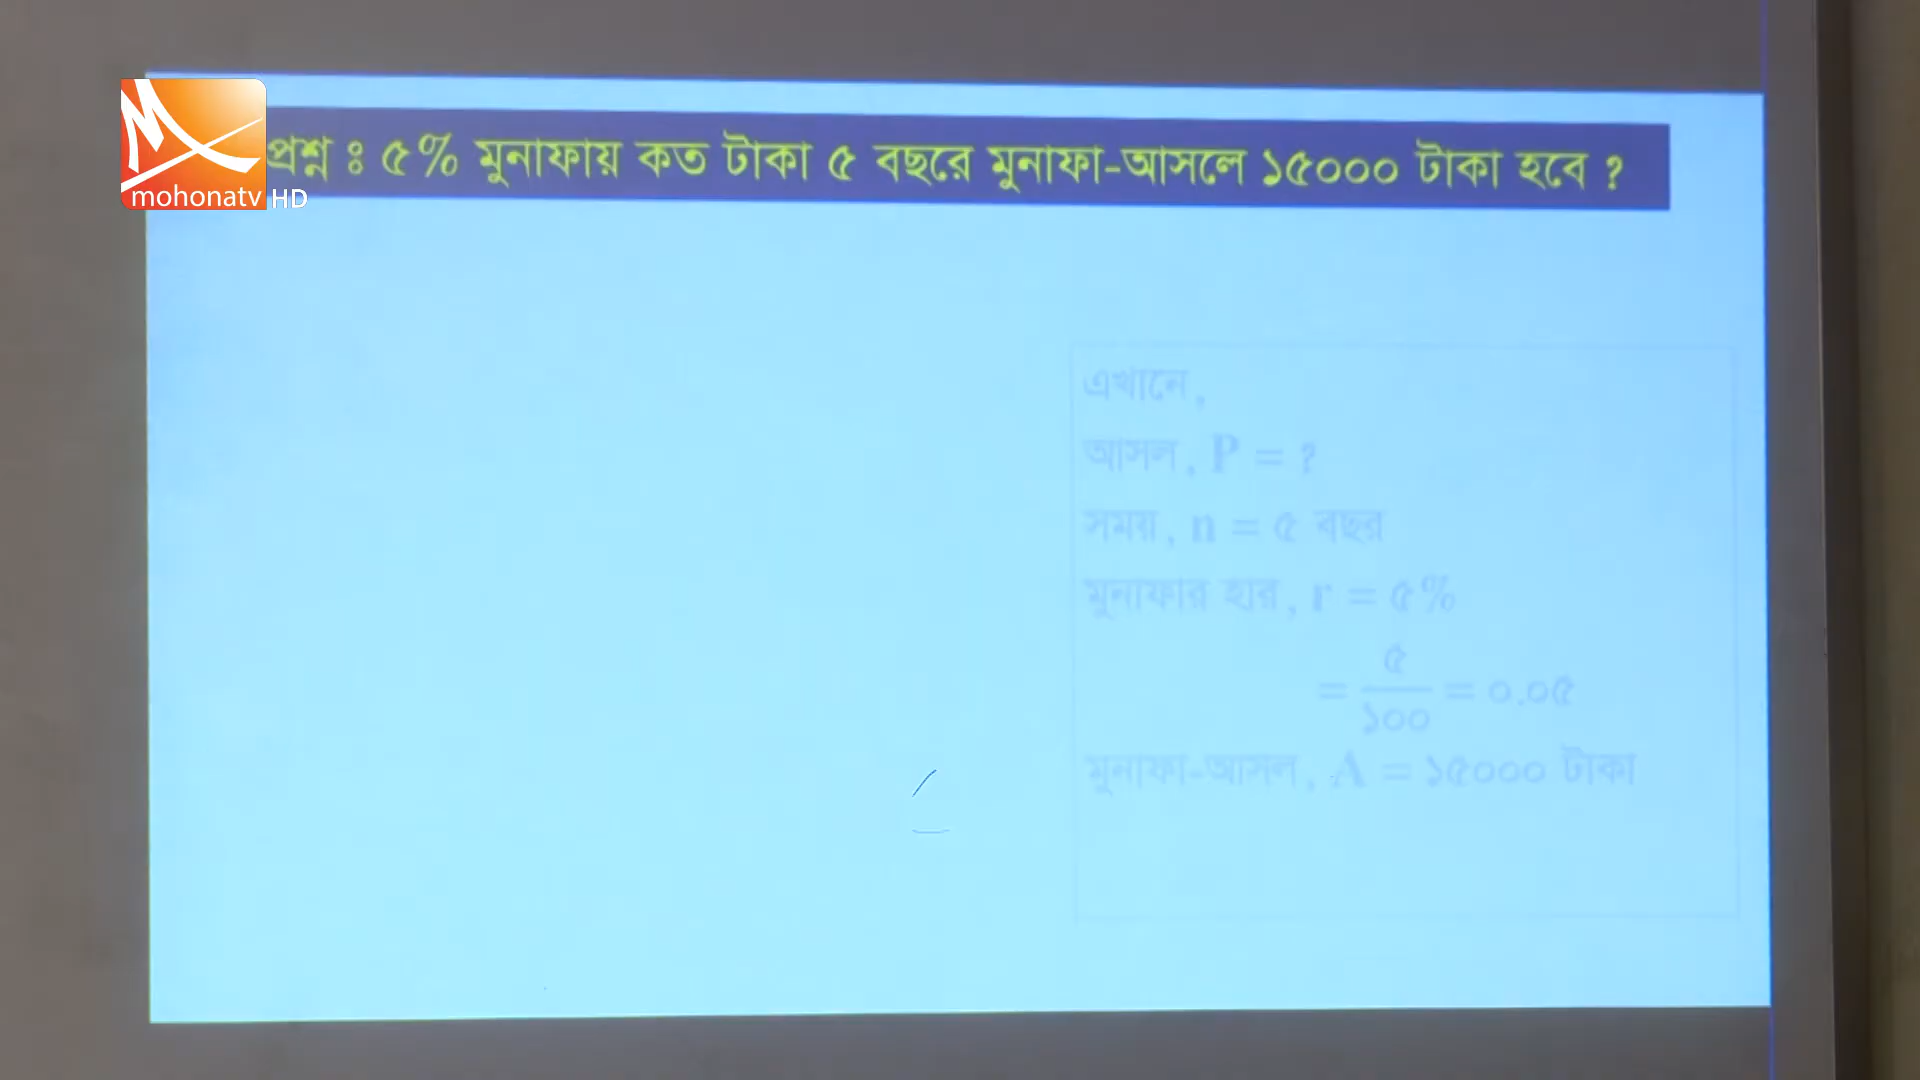 প্রশ্ন ঃ ৫% মুনাফায় কত টাকা ৫ বছরে মুনাফা-আসলে ১৫০০০ টাকা হবে ?
mohonatv HD
এখানে,
আসল, P = ?
সময়, n = ৫ বছর
মুনাফার হার, r = ৫%
= ৫/১০০ = ০.০৫
মুনাফা-আসল, A = ১৫০০০ টাকা